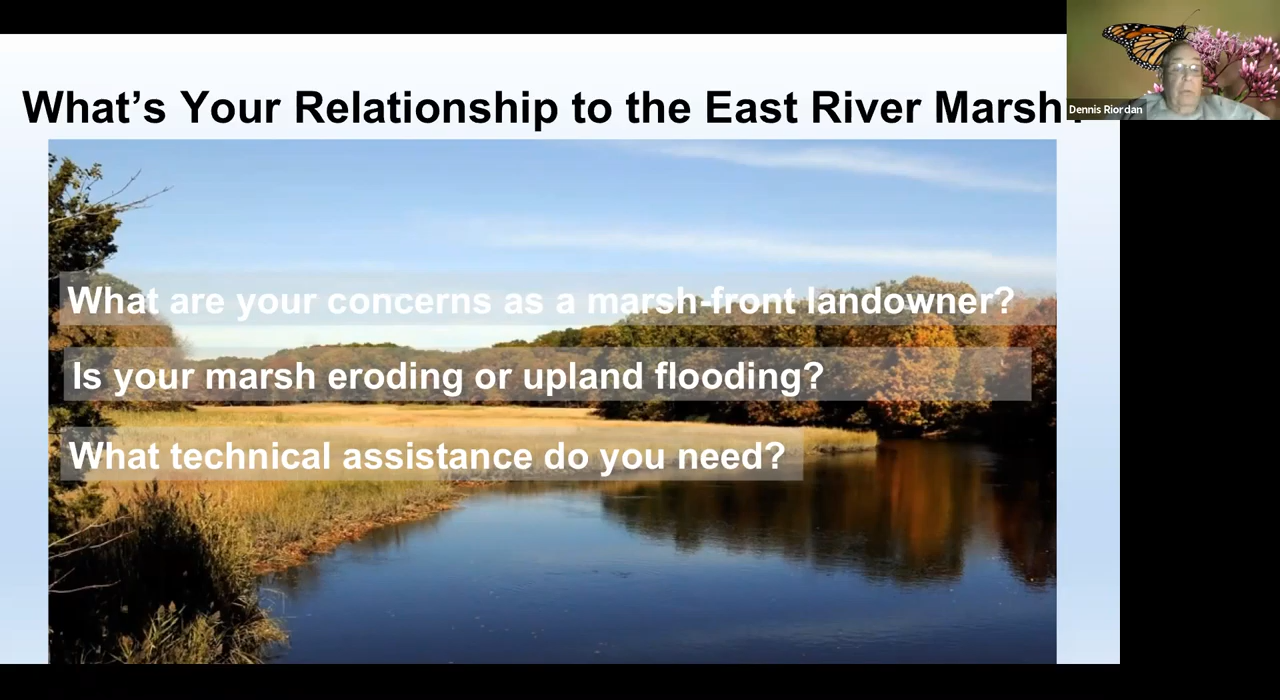 What's Your Relationship to the East River Marsh?
Dennis Riordan
What are your concerns as a marsh-front landowner?
Is your marsh eroding or upland flooding?
What technical assistance do you need?